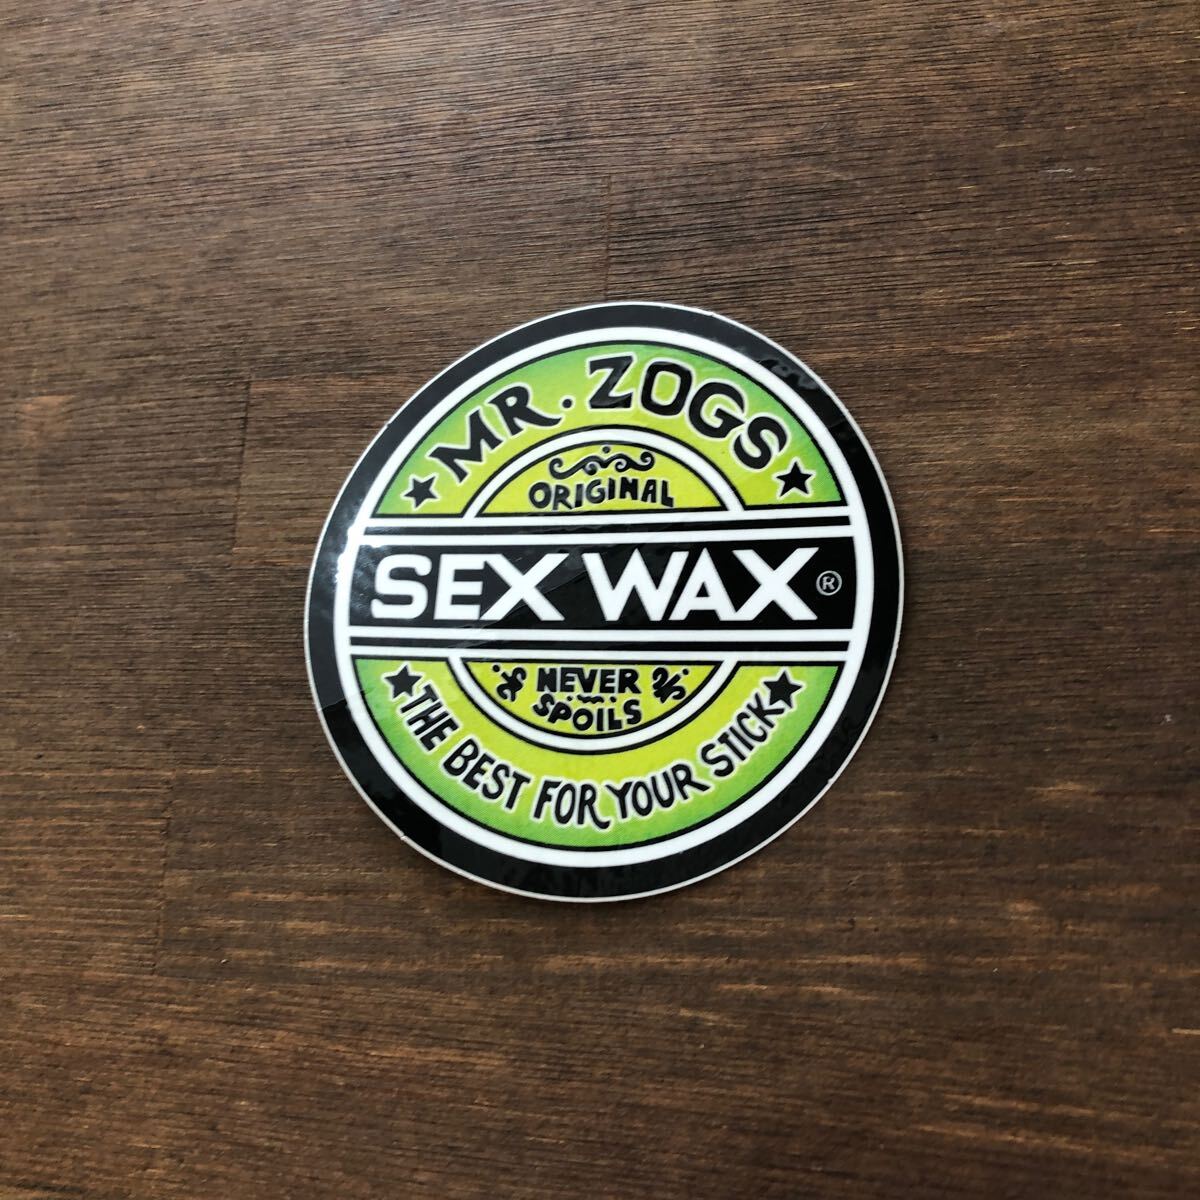 MR. ZOGS
ORIGINAL
SEX WAX®
NEVER
SPOILS
THE BEST FOR YOUR STICK